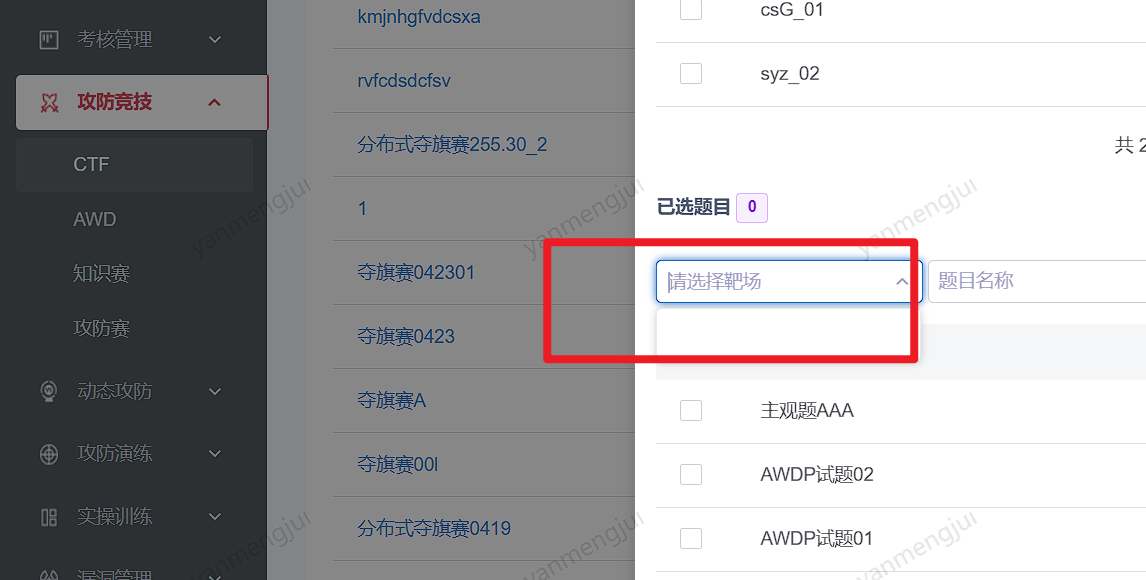 考核管理
攻防竞技
CTF
AWD
知识赛
攻防赛
动态攻防
攻防演练
实操训练
漏洞管理
kmjnhgfvdcsxa
rvfcdsdcfsv
分布式夺旗赛255.30_2
1
夺旗赛042301
夺旗赛0423
夺旗赛A
夺旗赛00l
分布式夺旗赛0419
csG_01
syz_02
共 2
已选题目 0
请选择靶场 题目名称
主观题AAA
AWDP试题02
AWDP试题01
yanmengjui
yanmengjui
yanmengjui
yanmengjui
yanmengjui
yanmengjui